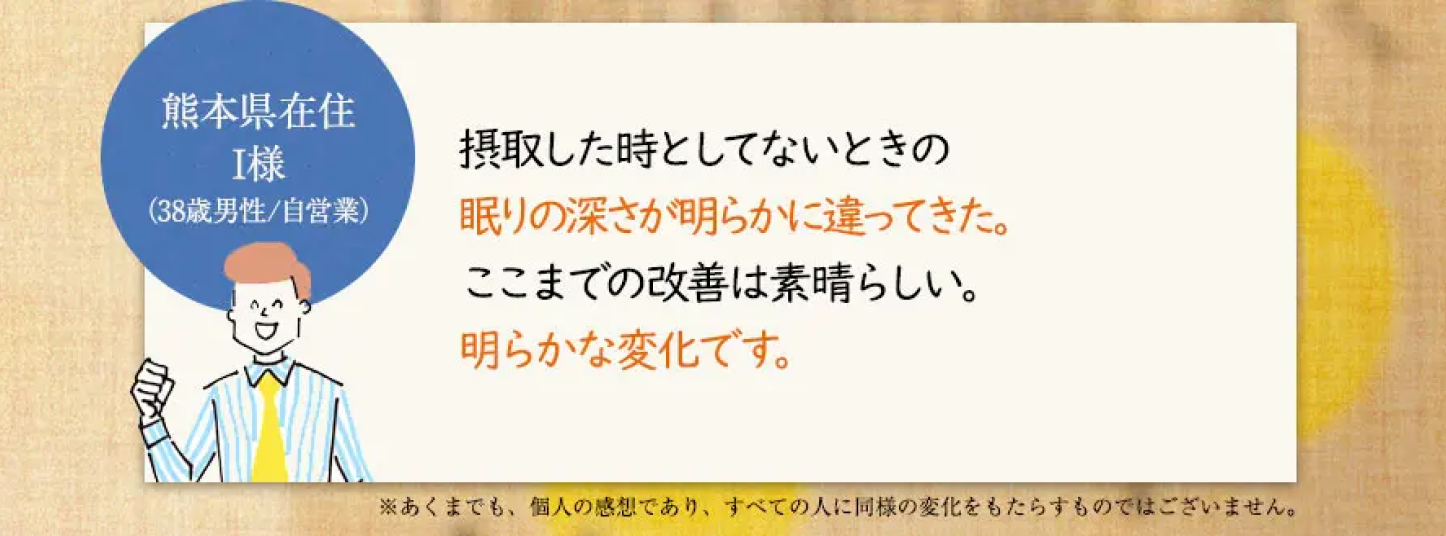 熊本県在住
I様
(38歳男性/自営業)
摂取した時としてないときの
眠りの深さが明らかに違ってきた。
ここまでの改善は素晴らしい。
明らかな変化です。
※あくまでも、個人の感想であり、すべての人に同様の変化をもたらすものではございません。